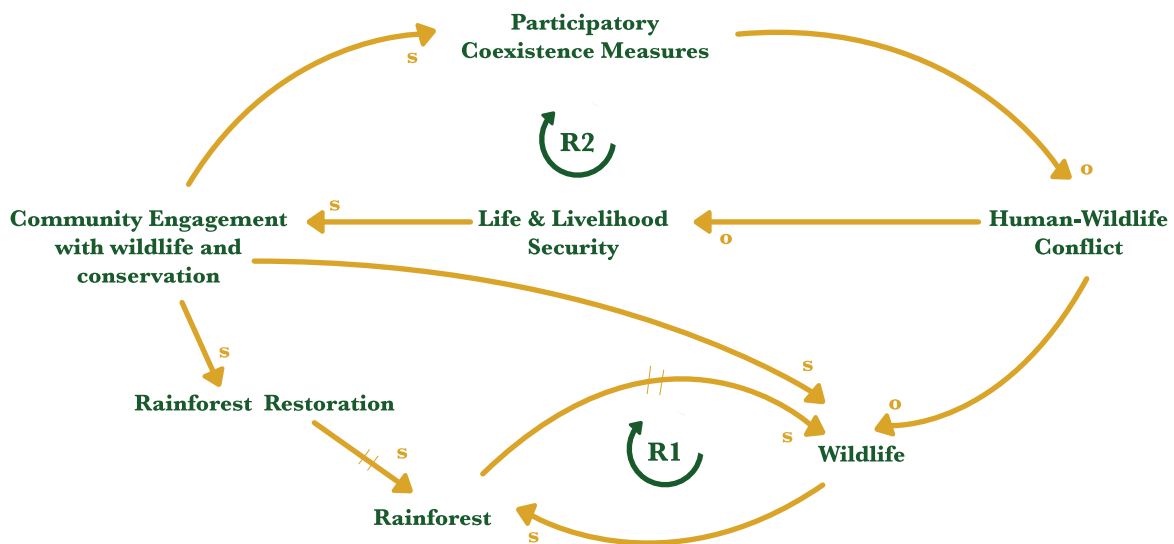 Participatory
Coexistence Measures
s
o
R2
Community Engagement
with wildlife and
conservation
s
Life & Livelihood
Security
o
Human-Wildlife
Conflict
s
s
o
Rainforest Restoration
s
s
R1
Wildlife
Rainforest
s